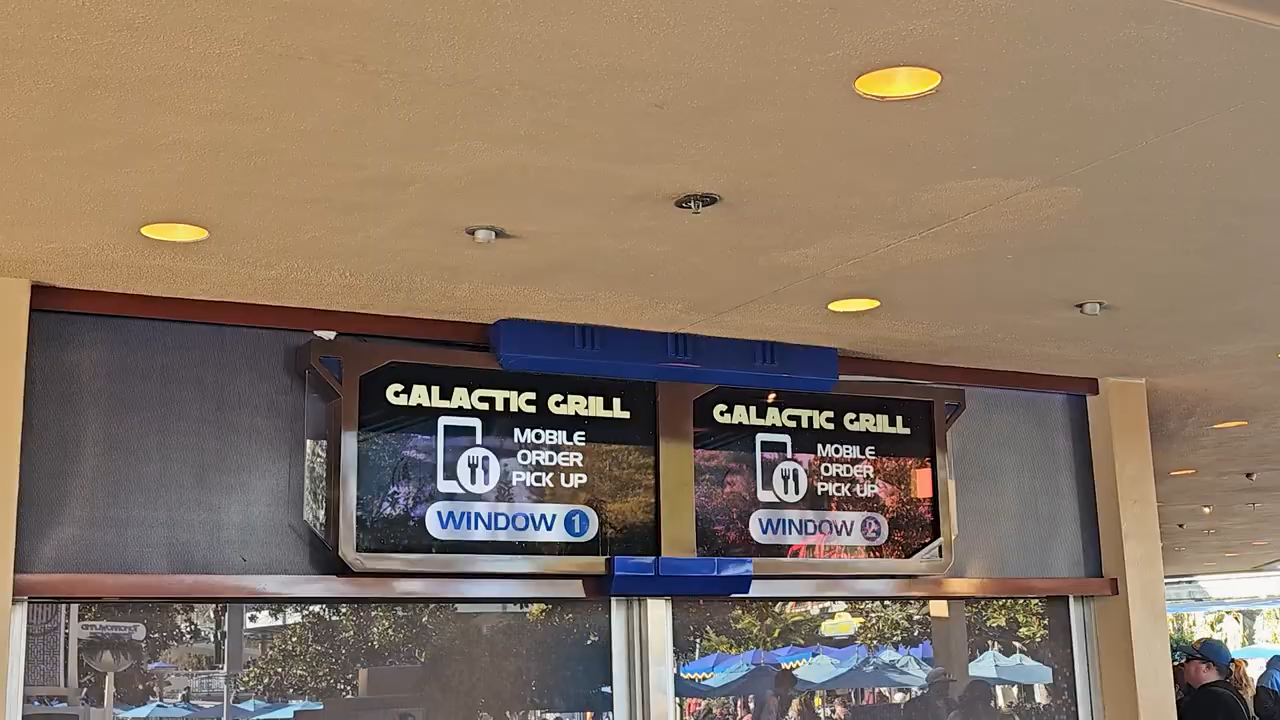 GALACTIC GRILL
MOBILE
ORDER
PICK UP
WINDOW 1
GALACTIC GRILL
MOBILE
ORDER
PICK UP
WINDOW 2